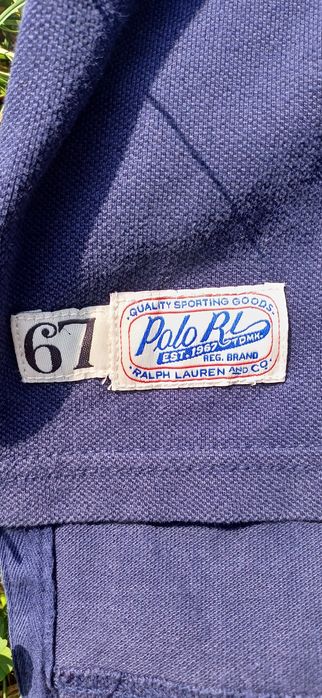 67
·QUALITY SPORTING GOODS·
Polo RL
EST. 1967 TDMK.
REG. BRAND
·RALPH LAUREN AND CO·